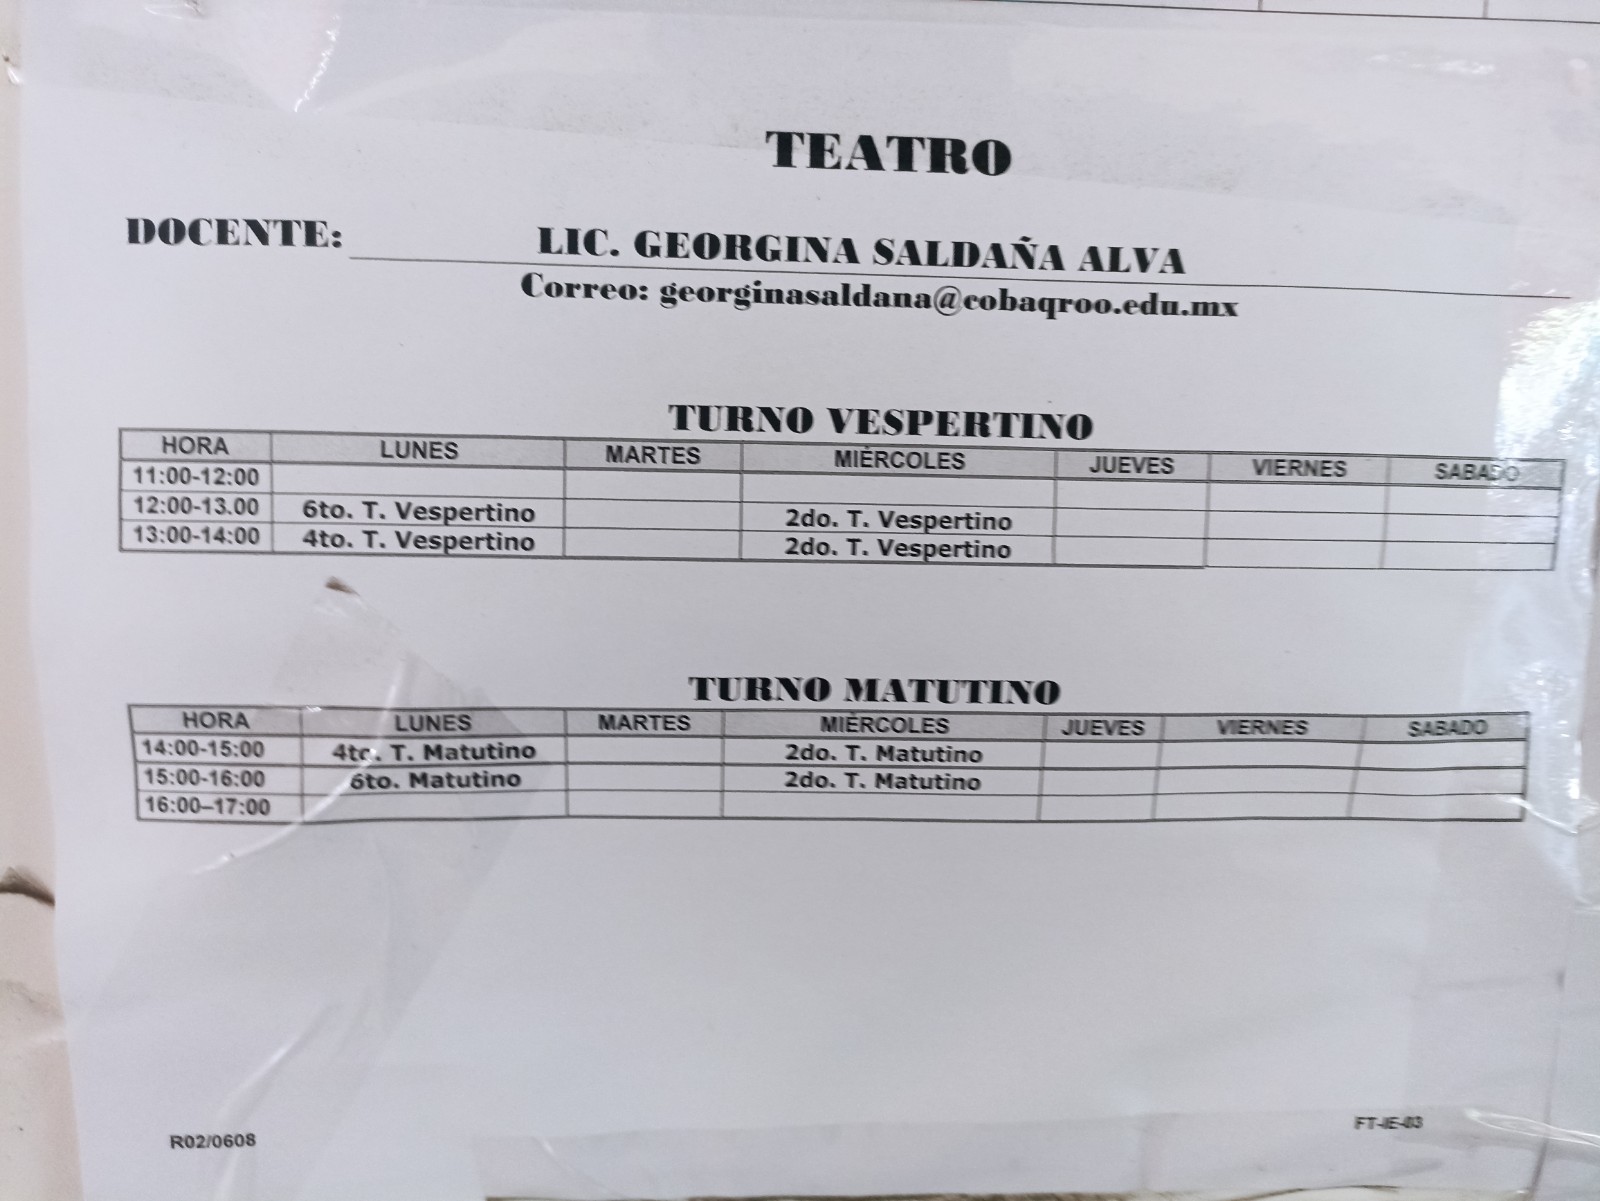 TEATRO
DOCENTE: LIC. GEORGINA SALDAÑA ALVA
Correo: georginasaldana@cobaqroo.edu.mx
TURNO VESPERTINO
HORA LUNES MARTES MIÉRCOLES JUEVES VIERNES SABADO
11:00-12:00
12:00-13.00 6to. T. Vespertino 2do. T. Vespertino
13:00-14:00 4to. T. Vespertino 2do. T. Vespertino
TURNO MATUTINO
HORA LUNES MARTES MIÉRCOLES JUEVES VIERNES SABADO
14:00-15:00 4to. T. Matutino 2do. T. Matutino
15:00-16:00 6to. Matutino 2do. T. Matutino
16:00–17:00
R02/0608 FT-IE-03